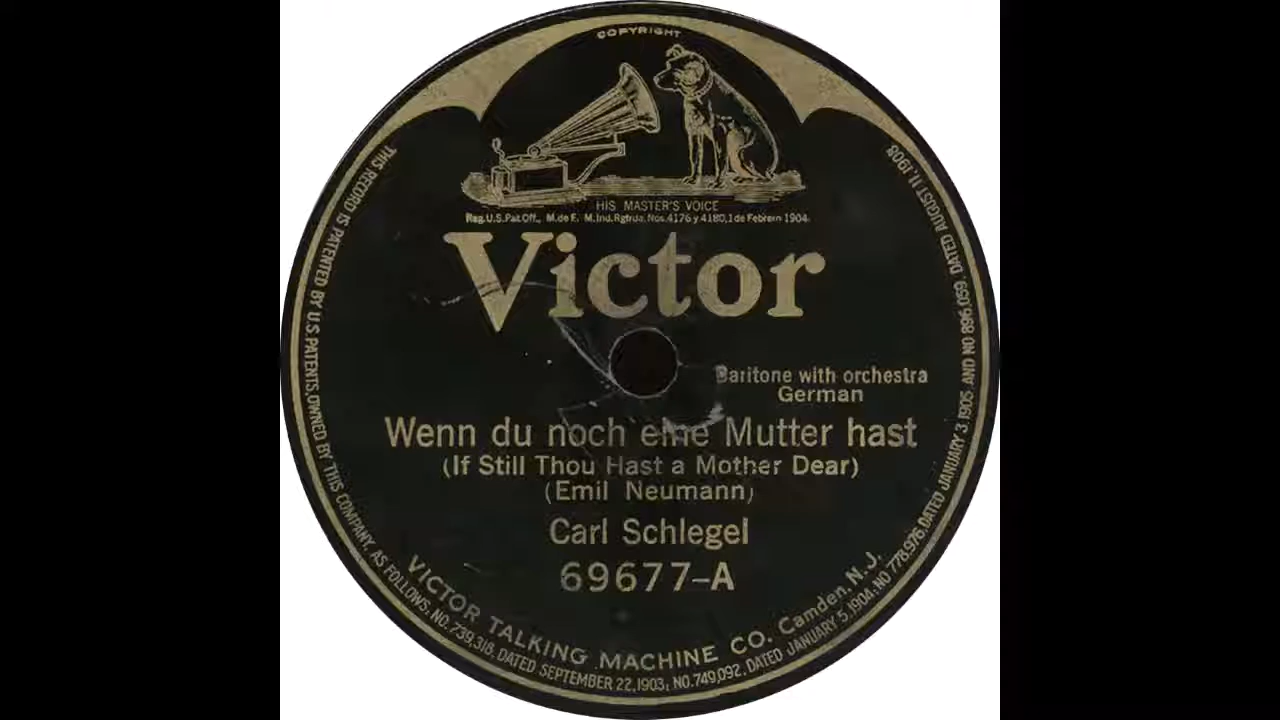 COPYRIGHT
HIS MASTER'S VOICE
Reg.U.S.Pat.Off., M.de F. M.Ind.Rgtrda.Nos.4176 y 4180,1 de Febrern 1904.
Victor
Baritone with orchestra
German
Wenn du noch eine Mutter hast
(If Still Thou Hast a Mother Dear)
(Emil Neumann)
Carl Schlegel
69677-A
VICTOR TALKING MACHINE CO. Camden, N.J.
THIS RECORD IS PATENTED BY U.S. PATENTS, OWNED BY THIS COMPANY, AS FOLLOWS: NO. 739,318, DATED SEPTEMBER 22,1903; NO.749,092, DATED JANUARY 5,1904; NO 778,976, DATED JANUARY 3,1905 AND NO 896,059, DATED AUGUST 11,1908